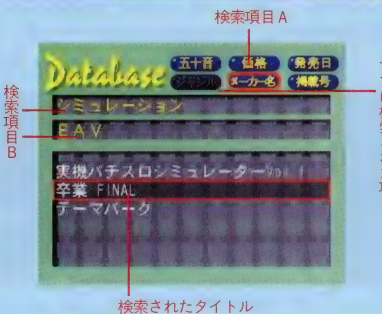 検索項目A
Database
五十音 価格 発売日
ジャンル メーカー名 掲載号
シミュレーション
EAV
実機パチスロシミュレーター
卒業 FINAL
テーマパーク
検索項目B
検索されたタイトル